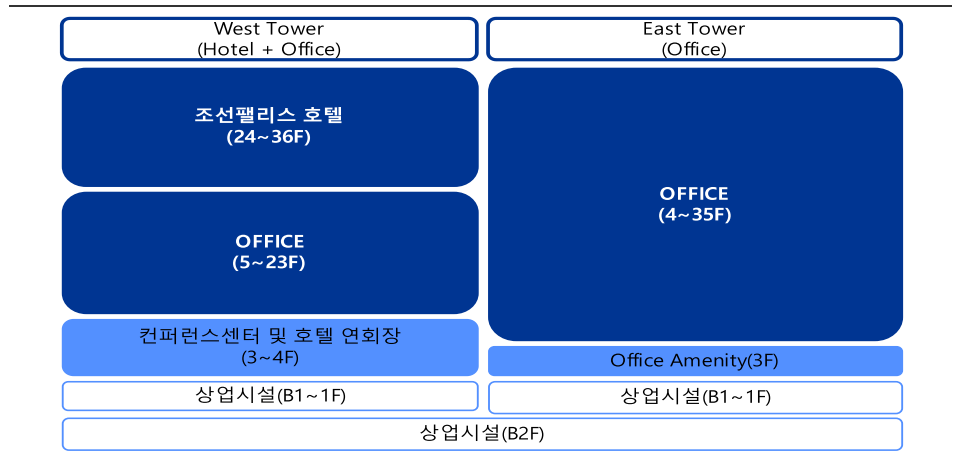 West Tower
(Hotel + Office)
East Tower
(Office)
조선팰리스 호텔
(24~36F)
OFFICE
(5~23F)
OFFICE
(4~35F)
컨퍼런스센터 및 호텔 연회장
(3~4F)
Office Amenity(3F)
상업시설(B1~1F)
상업시설(B1~1F)
상업시설(B2F)